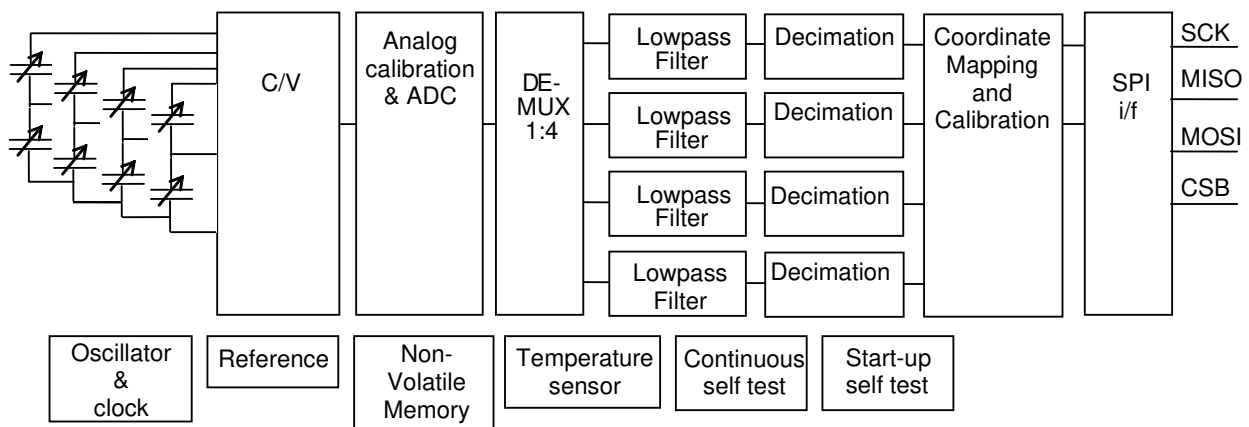 C/V
Analog
calibration
& ADC
DE-
MUX
1:4
Lowpass
Filter
Decimation
Lowpass
Filter
Decimation
Lowpass
Filter
Decimation
Lowpass
Filter
Decimation
Coordinate
Mapping
and
Calibration
SPI
i/f
SCK
MISO
MOSI
CSB
Oscillator
&
clock
Reference
Non-
Volatile
Memory
Temperature
sensor
Continuous
self test
Start-up
self test